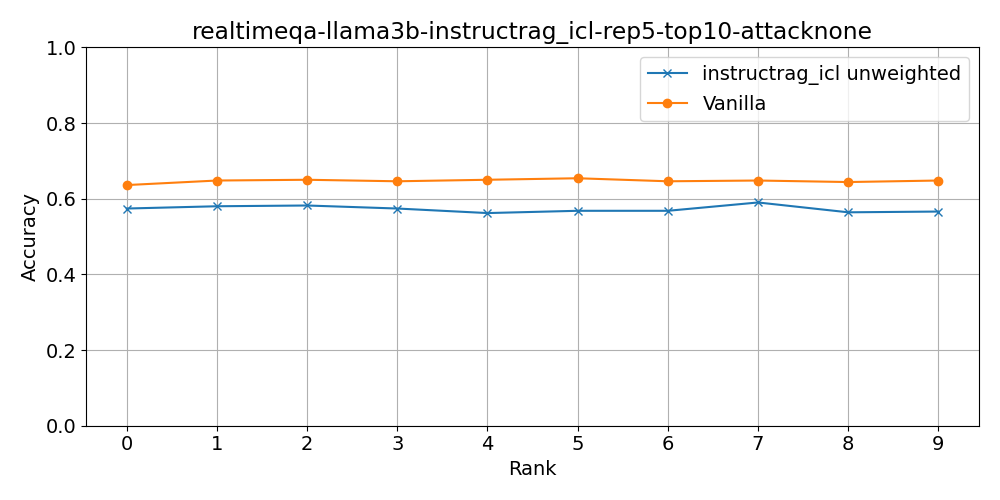 realtimeqa-llama3b-instructrag_icl-rep5-top10-attacknone
instructrag_icl unweighted
Vanilla
Accuracy
1.0
0.8
0.6
0.4
0.2
0.0
0 1 2 3 4 5 6 7 8 9
Rank